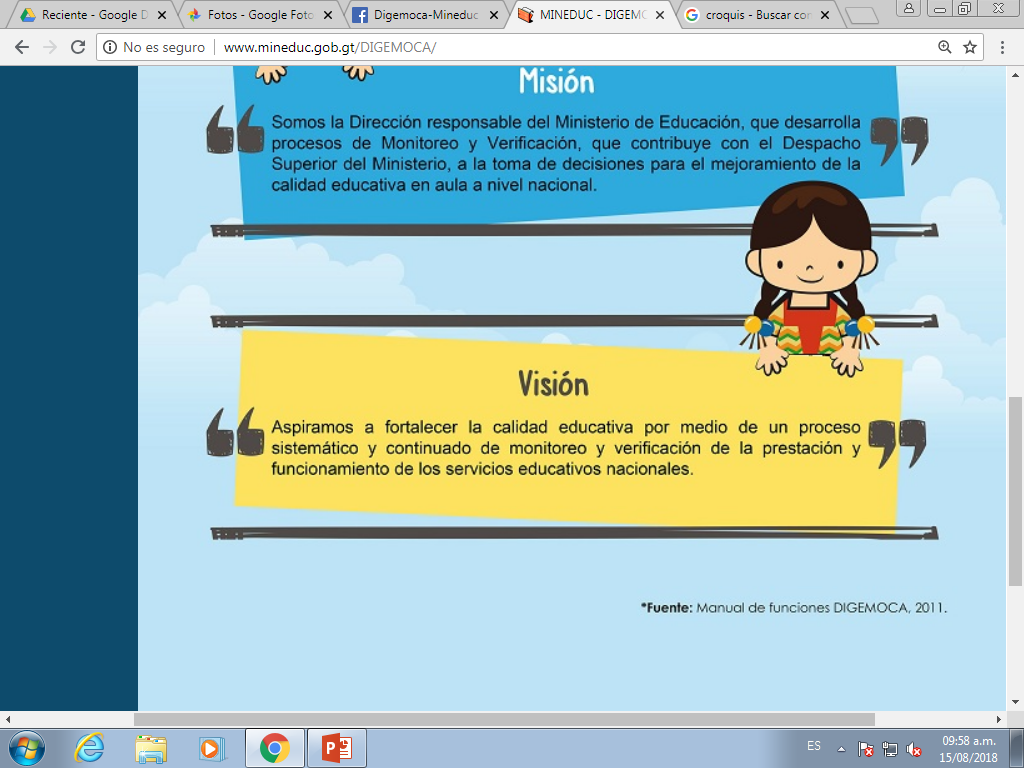 Reciente - Google D
Fotos - Google Foto
Digemoca-Mineduc
MINEDUC - DIGEMO
croquis - Buscar con
No es seguro
www.mineduc.gob.gt/DIGEMOCA/
Misión
Somos la Dirección responsable del Ministerio de Educación, que desarrolla
procesos de Monitoreo y Verificación, que contribuye con el Despacho
Superior del Ministerio, a la toma de decisiones para el mejoramiento de la
calidad educativa en aula a nivel nacional.
Visión
Aspiramos a fortalecer la calidad educativa por medio de un proceso
sistemático y continuado de monitoreo y verificación de la prestación y
funcionamiento de los servicios educativos nacionales.
*Fuente: Manual de funciones DIGEMOCA, 2011.
ES
09:58 a.m.
15/08/2018